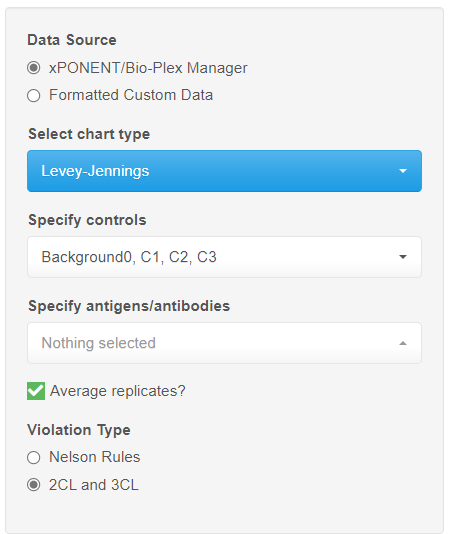 Data Source
xPONENT/Bio-Plex Manager
Formatted Custom Data
Select chart type
Levey-Jennings
Specify controls
Background0, C1, C2, C3
Specify antigens/antibodies
Nothing selected
Average replicates?
Violation Type
Nelson Rules
2CL and 3CL